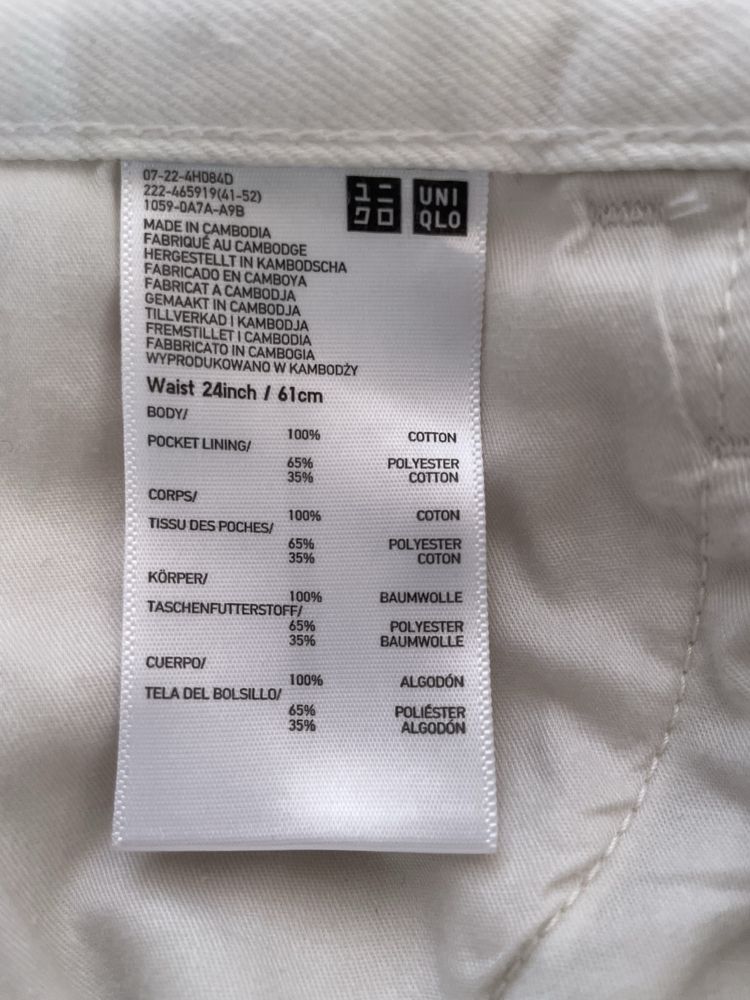 07-22-4H084D
222-465919(41-52)
1059-0A7A-A9B
ユニ
クロ
UNI
QLO
MADE IN CAMBODIA
FABRIQUÉ AU CAMBODGE
HERGESTELLT IN KAMBODSCHA
FABRICADO EN CAMBOYA
FABRICAT A CAMBODJA
GEMAAKT IN CAMBODJA
TILLVERKAD I KAMBODJA
FREMSTILLET I CAMBODIA
FABBRICATO IN CAMBOGIA
WYPRODUKOWANO W KAMBODŻY
Waist 24inch / 61cm
BODY/
100% COTTON
POCKET LINING/
65% POLYESTER
35% COTTON
CORPS/
100% COTON
TISSU DES POCHES/
65% POLYESTER
35% COTON
KÖRPER/
100% BAUMWOLLE
TASCHENFUTTERSTOFF/
65% POLYESTER
35% BAUMWOLLE
CUERPO/
100% ALGODÓN
TELA DEL BOLSILLO/
65% POLIÉSTER
35% ALGODÓN